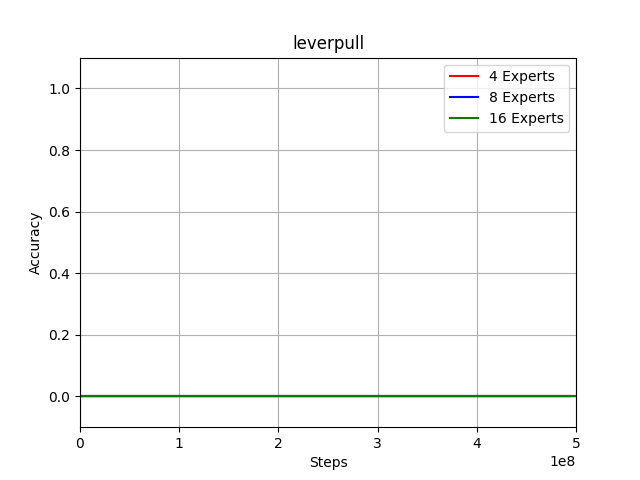 leverpull
4 Experts
8 Experts
16 Experts
1.0
0.8
0.6
0.4
0.2
0.0
Accuracy
0 1 2 3 4 5
1e8
Steps